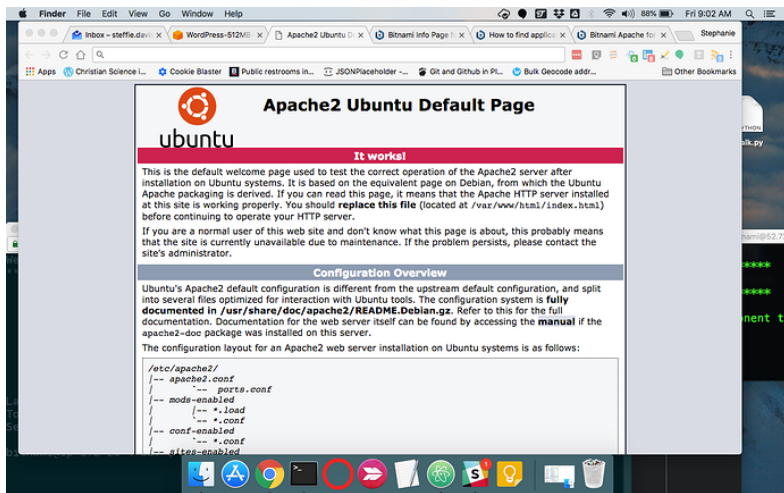 Finder File Edit View Go Window Help 88% Fri 9:02 AM
Inbox – steffie.davi WordPress-512MB- Apache2 Ubuntu D Bitnami Info Page How to find applica Bitnami Apache for Stephanie
Apps Christian Science i... Cookie Blaster Public restrooms in... JSONPlaceholder -... Git and Github in Pl... Bulk Geocode addr... Other Bookmarks
Apache2 Ubuntu Default Page
ubuntu
It works!
This is the default welcome page used to test the correct operation of the Apache2 server after
installation on Ubuntu systems. It is based on the equivalent page on Debian, from which the Ubuntu
Apache packaging is derived. If you can read this page, it means that the Apache HTTP server installed
at this site is working properly. You should replace this file (located at /var/www/html/index.html)
before continuing to operate your HTTP server.
If you are a normal user of this web site and don't know what this page is about, this probably means
that the site is currently unavailable due to maintenance. If the problem persists, please contact the
site's administrator.
Configuration Overview
Ubuntu's Apache2 default configuration is different from the upstream default configuration, and split
into several files optimized for interaction with Ubuntu tools. The configuration system is fully
documented in /usr/share/doc/apache2/README.Debian.gz. Refer to this for the full
documentation. Documentation for the web server itself can be found by accessing the manual if the
apache2-doc package was installed on this server.
The configuration layout for an Apache2 web server installation on Ubuntu systems is as follows:
/etc/apache2/
|-- apache2.conf
| `-- ports.conf
|-- mods-enabled
| |-- *.load
| `-- *.conf
|-- conf-enabled
| `-- *.conf
|-- sites-enabled
alk.py
nami@52.7
*****
*****
onent t